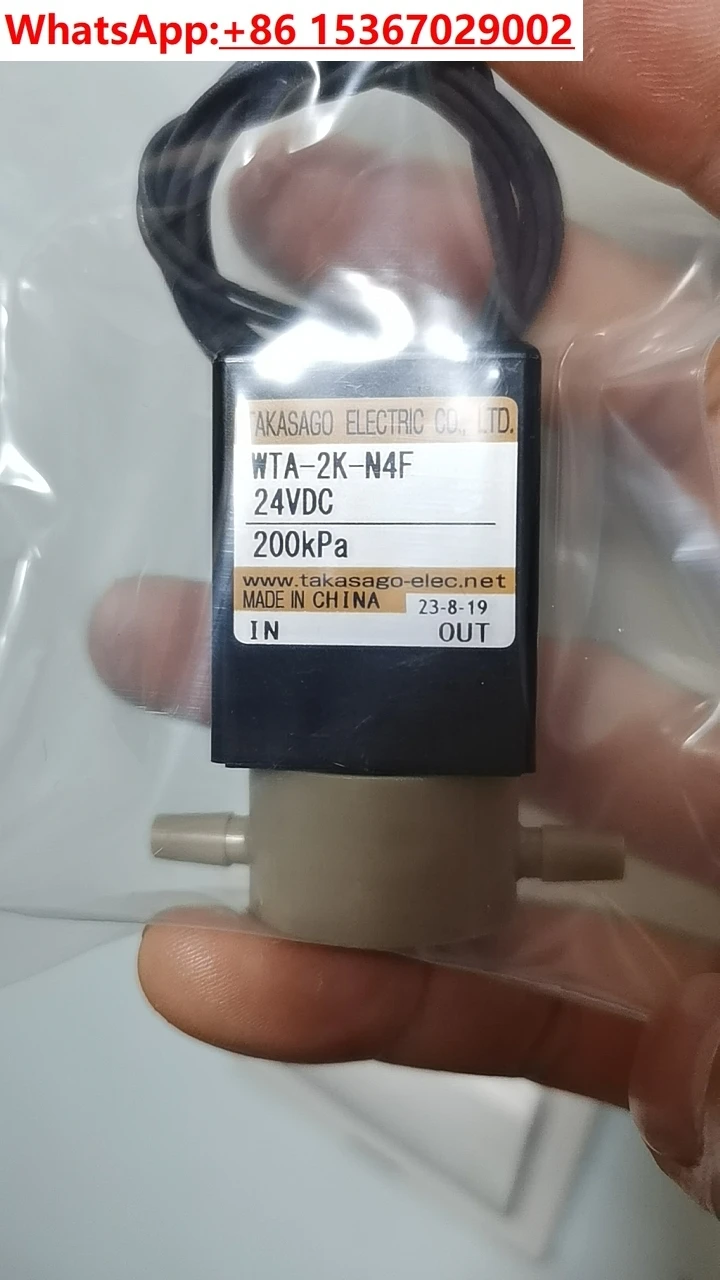 WhatsApp:+86 15367029002
TAKASAGO ELECTRIC CO., LTD.
WTA-2K-N4F
24VDC
200kPa
www.takasago-elec.net
MADE IN CHINA 23-8-19
IN OUT